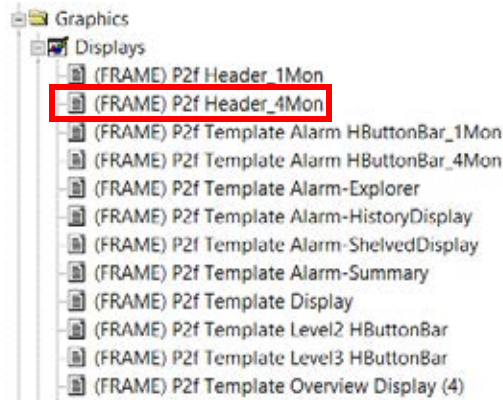 Graphics
Displays
(FRAME) P2f Header_1Mon
(FRAME) P2f Header_4Mon
(FRAME) P2f Template Alarm HButtonBar_1Mon
(FRAME) P2f Template Alarm HButtonBar_4Mon
(FRAME) P2f Template Alarm-Explorer
(FRAME) P2f Template Alarm-HistoryDisplay
(FRAME) P2f Template Alarm-ShelvedDisplay
(FRAME) P2f Template Alarm-Summary
(FRAME) P2f Template Display
(FRAME) P2f Template Level2 HButtonBar
(FRAME) P2f Template Level3 HButtonBar
(FRAME) P2f Template Overview Display (4)